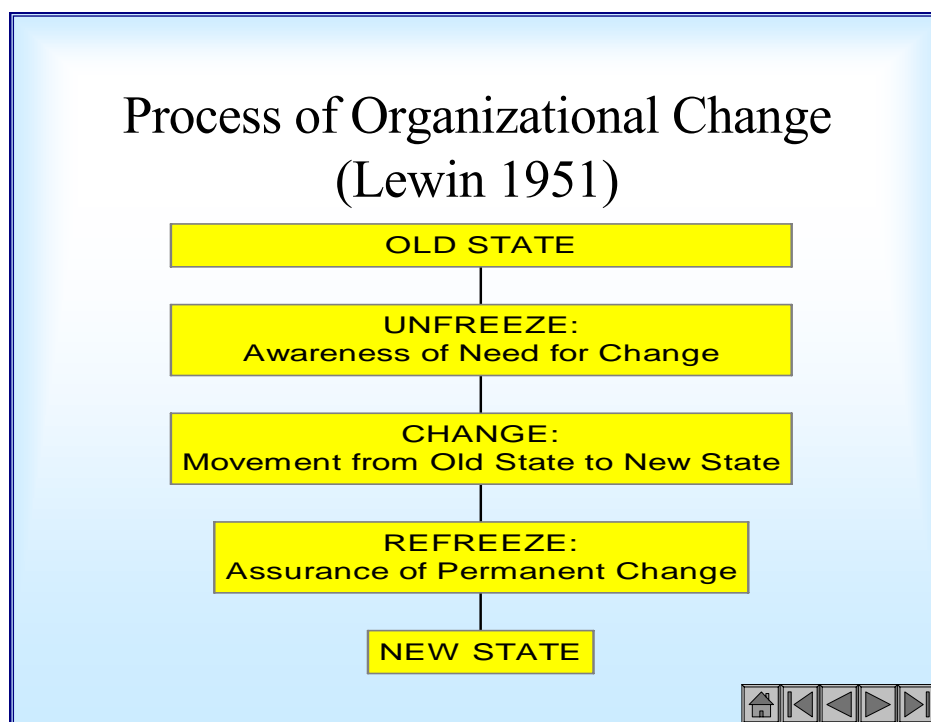 Process of Organizational Change
(Lewin 1951)
OLD STATE
UNFREEZE:
Awareness of Need for Change
CHANGE:
Movement from Old State to New State
REFREEZE:
Assurance of Permanent Change
NEW STATE